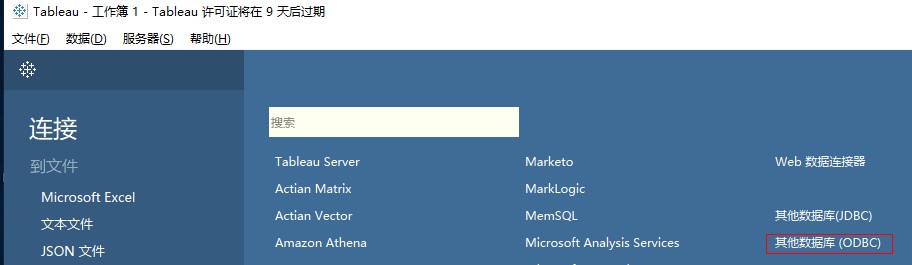 Tableau - 工作簿 1 - Tableau 许可证将在 9 天后过期
文件(F) 数据(D) 服务器(S) 帮助(H)
连接
到文件
Microsoft Excel
文本文件
JSON 文件
搜索
Tableau Server
Actian Matrix
Actian Vector
Amazon Athena
Marketo
MarkLogic
MemSQL
Microsoft Analysis Services
Web 数据连接器
其他数据库(JDBC)
其他数据库 (ODBC)